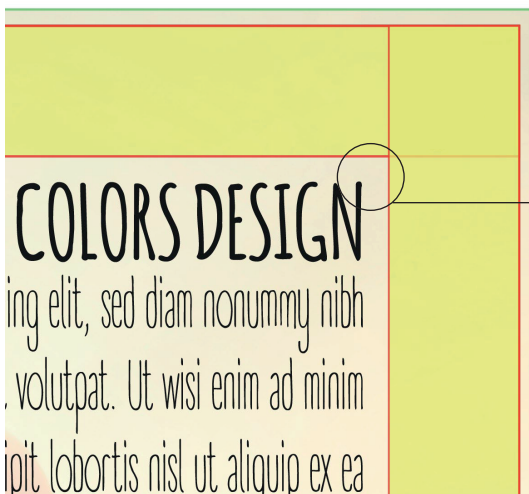 COLORS DESIGN
ing elit, sed diam nonummy nibh
volutpat. Ut wisi enim ad minim
ipit lobortis nisl ut aliquip ex ea